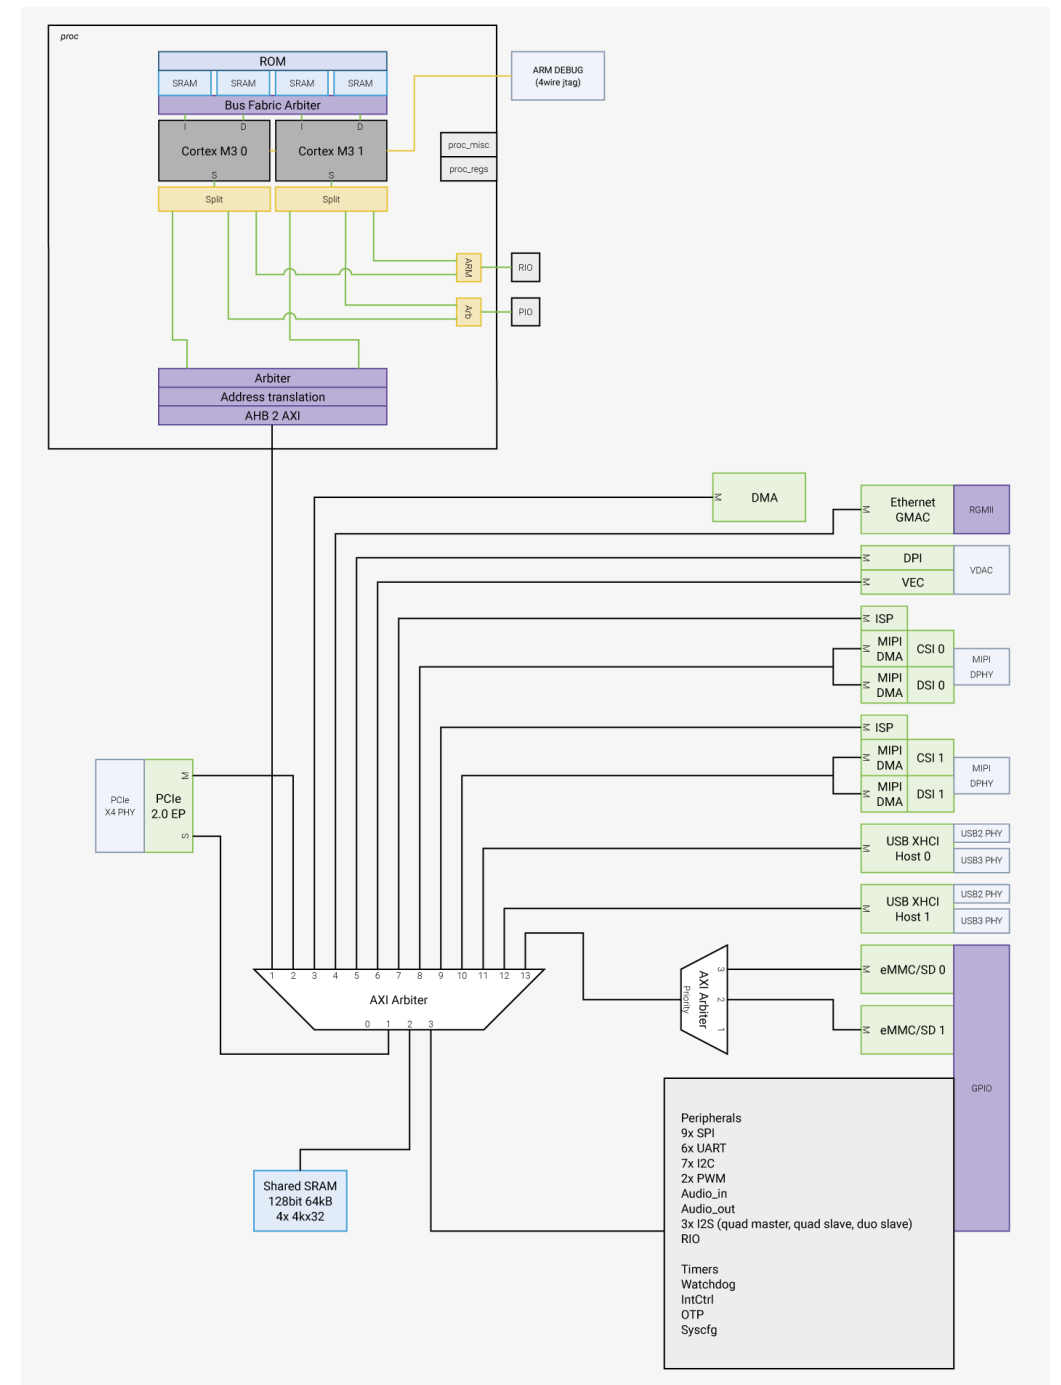 proc
ROM
SRAM
SRAM
SRAM
SRAM
Bus Fabric Arbiter
I
D
I
D
Cortex M3 0
Cortex M3 1
S
S
Split
Split
ARM DEBUG
(4wire jtag)
proc_misc
proc_regs
ARM
RIO
Arb
PIO
Arbiter
Address translation
AHB 2 AXI
M
DMA
M
Ethernet
GMAC
RGMII
M
DPI
M
VEC
VDAC
M
ISP
M
MIPI
DMA
CSI 0
M
MIPI
DMA
DSI 0
MIPI
DPHY
M
ISP
M
MIPI
DMA
CSI 1
M
MIPI
DMA
DSI 1
MIPI
DPHY
PCIe
X4 PHY
PCIe
2.0 EP
M
S
M
USB XHCI
Host 0
USB2 PHY
USB3 PHY
M
USB XHCI
Host 1
USB2 PHY
USB3 PHY
1 2 3 4 5 6 7 8 9 10 11 12 13
AXI Arbiter
0 1 2 3
AXI Arbiter
Priority
3
2
1
M
eMMC/SD 0
M
eMMC/SD 1
GPIO
Shared SRAM
128bit 64kB
4x 4kx32
Peripherals
9x SPI
6x UART
7x I2C
2x PWM
Audio_in
Audio_out
3x I2S (quad master, quad slave, duo slave)
RIO
Timers
Watchdog
IntCtrl
OTP
Syscfg